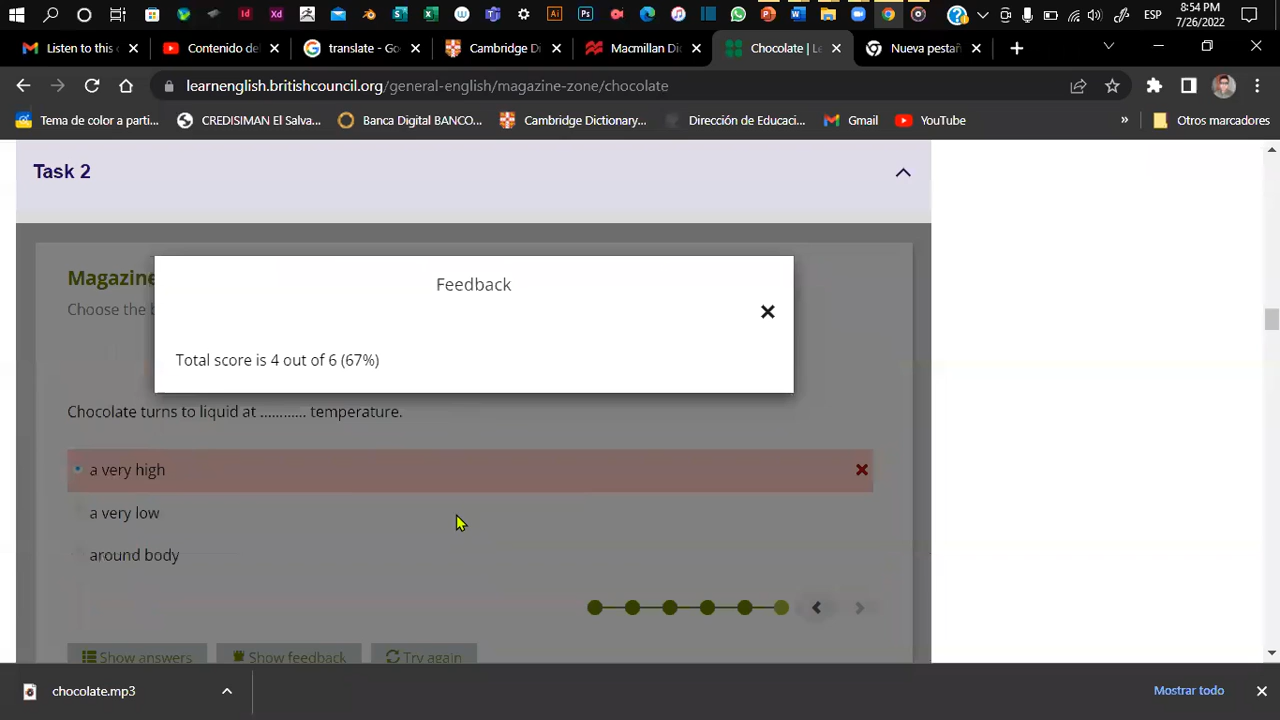 8:54 PM
ESP
7/26/2022
Listen to this
Contenido de
translate - Go
Cambridge Di
Macmillan Dic
Chocolate | Le
Nueva pestañ
learnenglish.britishcouncil.org/general-english/magazine-zone/chocolate
Tema de color a parti...
CREDISIMAN El Salva...
Banca Digital BANCO...
Cambridge Dictionary...
Dirección de Educaci...
Gmail
YouTube
»
Otros marcadores
Task 2
Magazine
Feedback
Choose the b
Total score is 4 out of 6 (67%)
Chocolate turns to liquid at ............ temperature.
a very high
a very low
around body
Show answers
Show feedback
Try again
chocolate.mp3
Mostrar todo